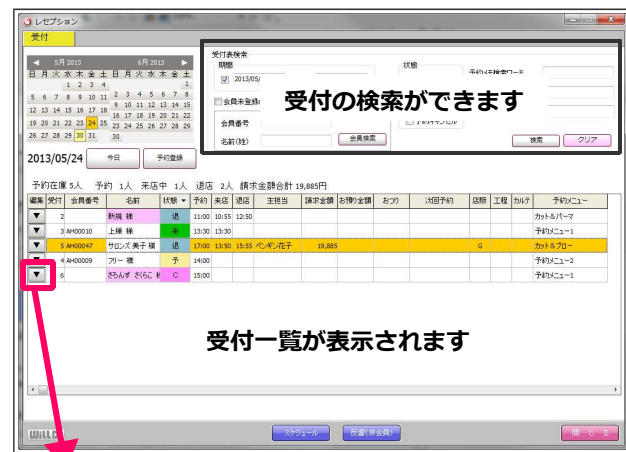 レセプション
受付
5月 2013 6月 2013
日 月 火 水 木 金 土 日 月 火 水 木 金 土
1 2 3 4 1
5 6 7 8 9 10 11 2 3 4 5 6 7 8
12 13 14 15 16 17 18 9 10 11 12 13 14 15
19 20 21 22 23 24 25 16 17 18 19 20 21 22
26 27 28 29 30 31 23 24 25 26 27 28 29
30
2013/05/24 今日 予約登録
受付表検索
期間 状態
2013/05/
受付の検索ができます
会員番号
名前(姓) 会員検索 検索 クリア
予約在庫 5人 予約 1人 来店中 1人 退店 2人 請求金額合計 19,885円
編集 受付 会員番号 名前 状態 予約 来店 退店 主担当 請求金額 お預り金額 おつり 次回予約 店販 工程 カルテ 予約メニュー
2 新規 様 退 11:00 10:55 12:50 カット&パーマ
3 AH00010 上様 様 来 13:30 13:30 予約メニュー1
5 AH00047 サロンズ 美子 様 退 17:00 13:50 15:55 ペンギン花子 19,885 G カット&ブロー
4 AH00009 フリー 様 予 14:00 予約メニュー1~2
6 さろんず さくらこ C 15:00 予約メニュー1
受付一覧が表示されます
スケジュール 反響(非会員) 閉じる